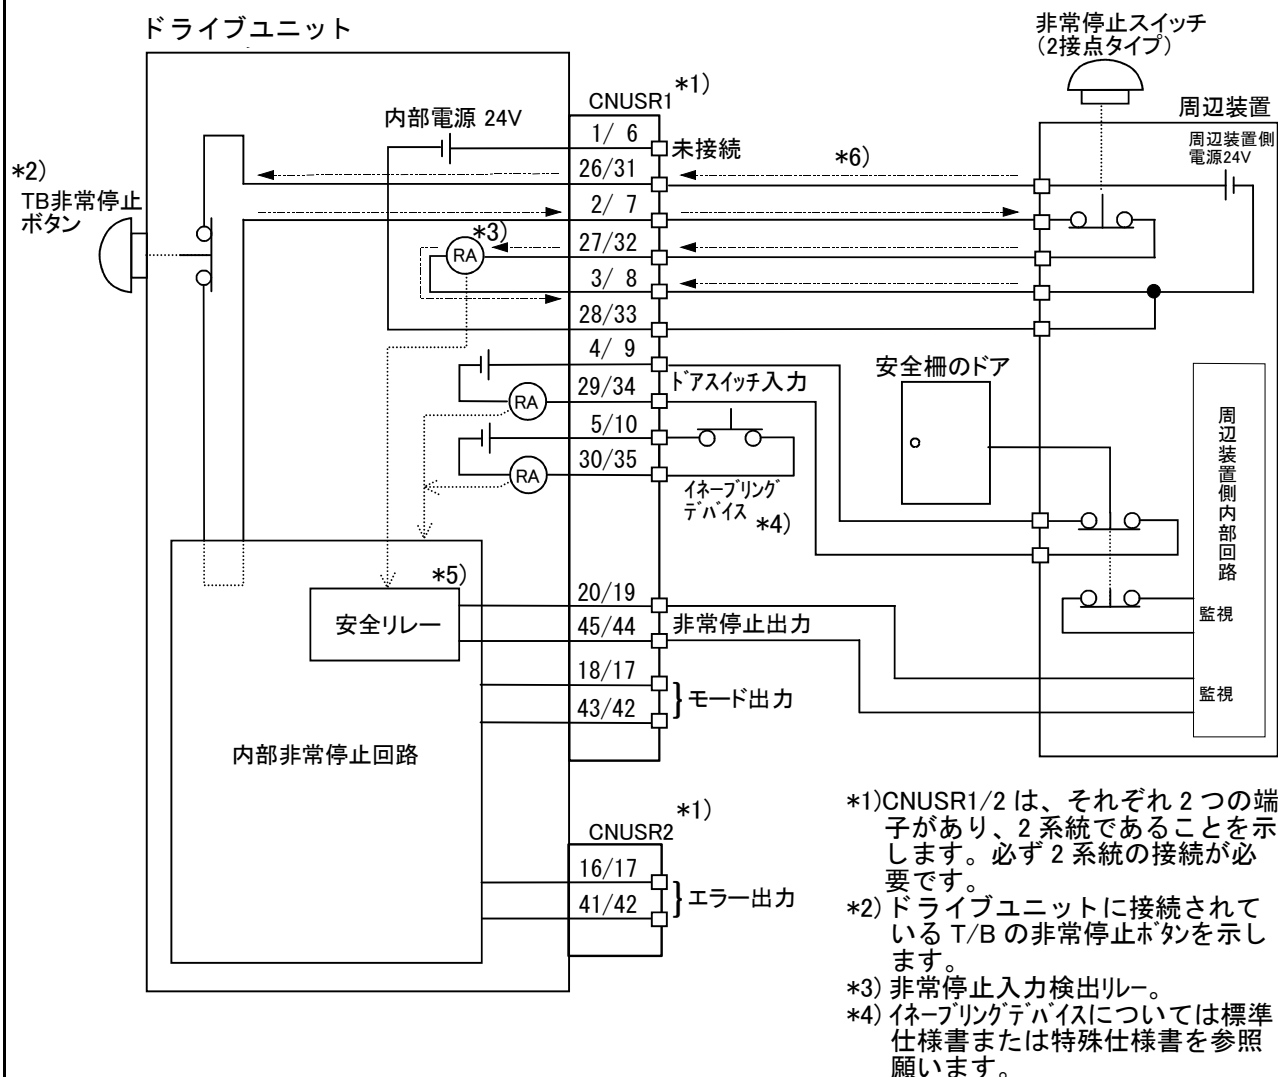 ドライブユニット
非常停止スイッチ
(2接点タイプ)
*1)
CNUSR1
周辺装置
内部電源 24V
1/ 6
未接続
周辺装置側
電源24V
*6)
*2)
26/31
TB非常停止
ボタン
2/ 7
*3)
RA
27/32
3/ 8
28/33
4/ 9
安全柵のドア
ドアスイッチ入力
29/34
RA
5/10
周辺装置側内部回路
30/35
RA
イネーブリング
デバイス *4)
*5)
20/19
安全リレー
45/44
非常停止出力
監視
18/17
モード出力
43/42
監視
内部非常停止回路
*1)
CNUSR2
16/17
エラー出力
41/42
*1)CNUSR1/2 は、それぞれ 2 つの端
子があり、2 系統であることを示
します。必ず 2 系統の接続が必
要です。
*2)ドライブユニットに接続されて
いる T/B の非常停止ボタンを示し
ます。
*3)非常停止入力検出リレー。
*4)イネーブリングデバイスについては標準
仕様書または特殊仕様書を参照
願います。